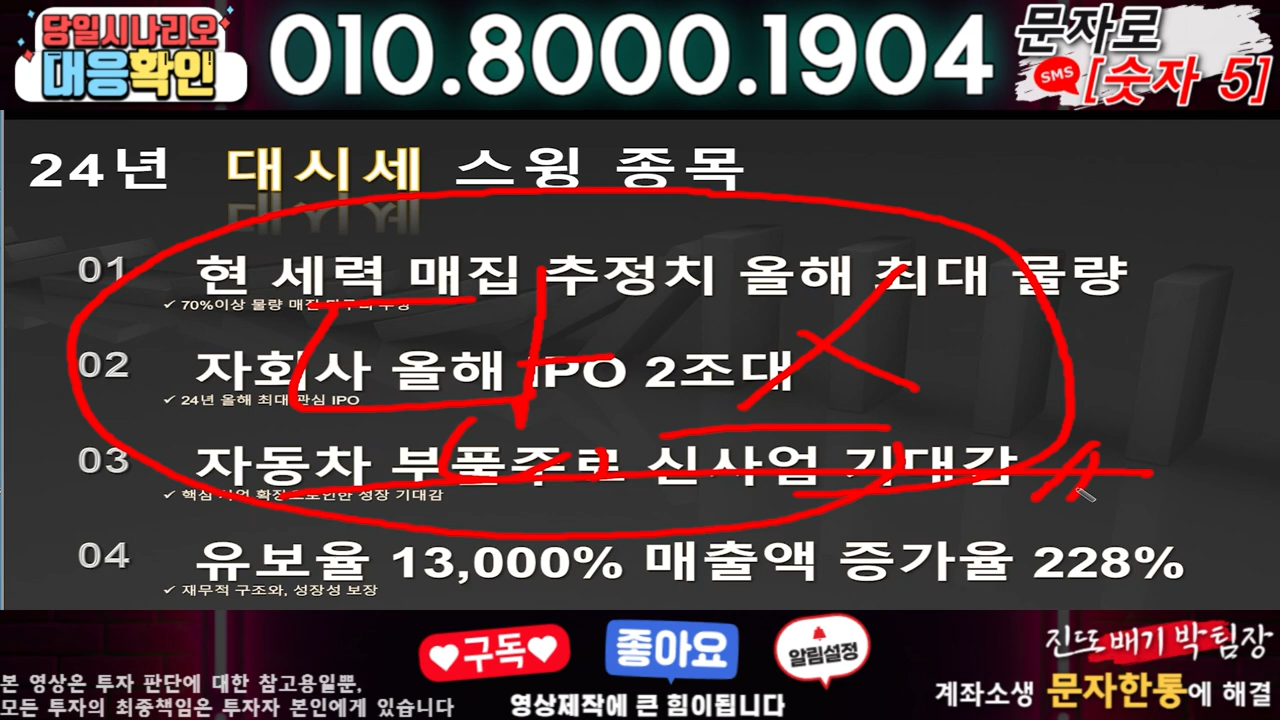 당일시나리오
대응확인
010.8000.1904
문자로
SMS [숫자 5]
24년 대시세 스윙 종목
01 현 세력 매집 추정치 올해 최대 물량
✓ 70%이상 물량 매집
02 자회사 올해 IPO 2조대
✓ 24년 올해 최대 관심 IPO
03 자동차 부품주로 신사업 기대감
✓ 핵심 사업 확장으로인한 성장 기대감
04 유보율 13,000% 매출액 증가율 228%
✓ 재무적 구조와, 성장성 보장
구독
좋아요
알림설정
진또배기 박팀장
본 영상은 투자 판단에 대한 참고용일뿐,
모든 투자의 최종책임은 투자자 본인에게 있습니다
영상제작에 큰 힘이됩니다
계좌소생 문자한통에 해결